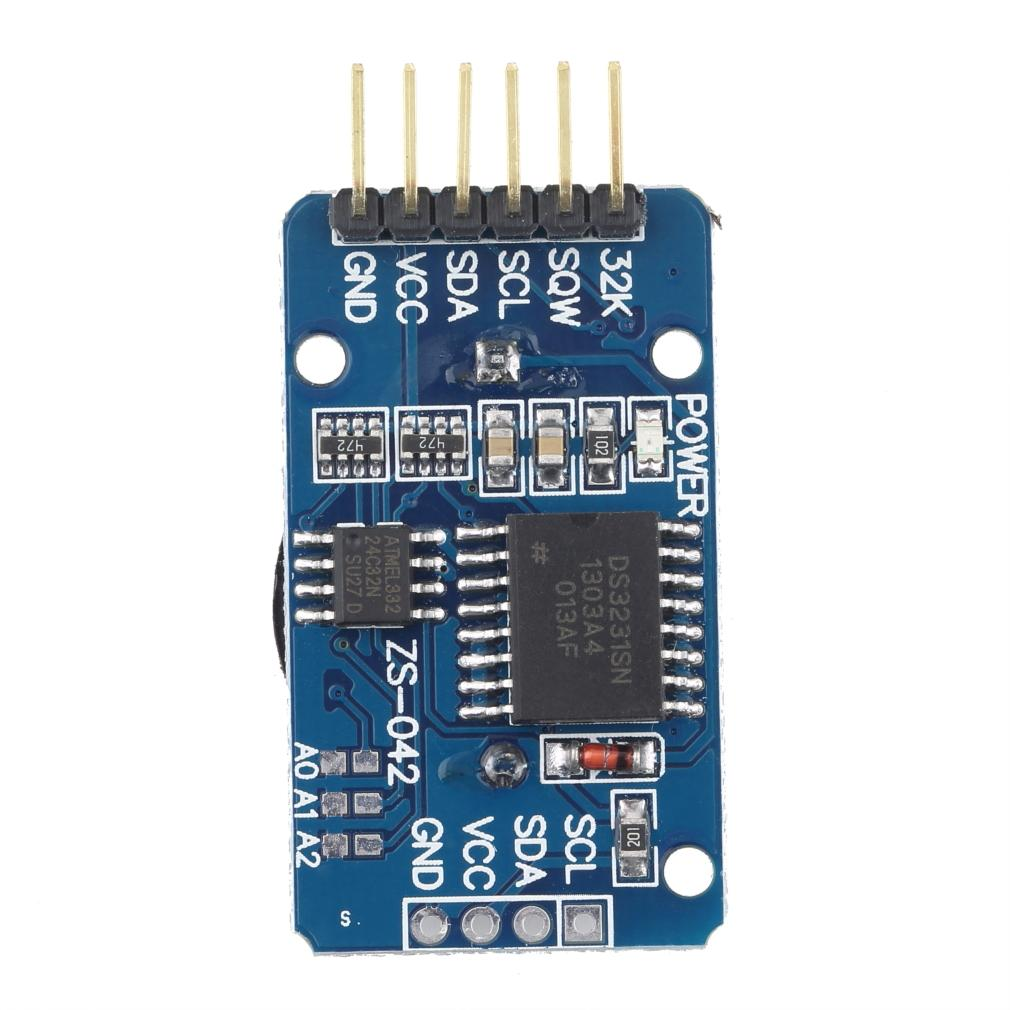 GND
VCC
SDA
SCL
SQW
32K
POWER
472
472
102
ATMEL332
24C32N
SU27 D
#
DS3231SN
1303A4
013AF
ZS-042
A0
A1
A2
GND
VCC
SDA
SCL
201
S.